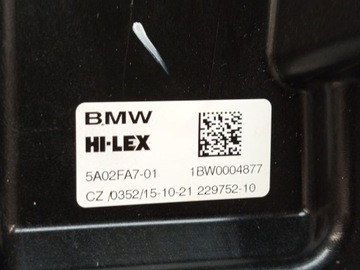 BMW
HI-LEX
5A02FA7-01 1BW0004877
CZ /0352/15-10-21 229752-10